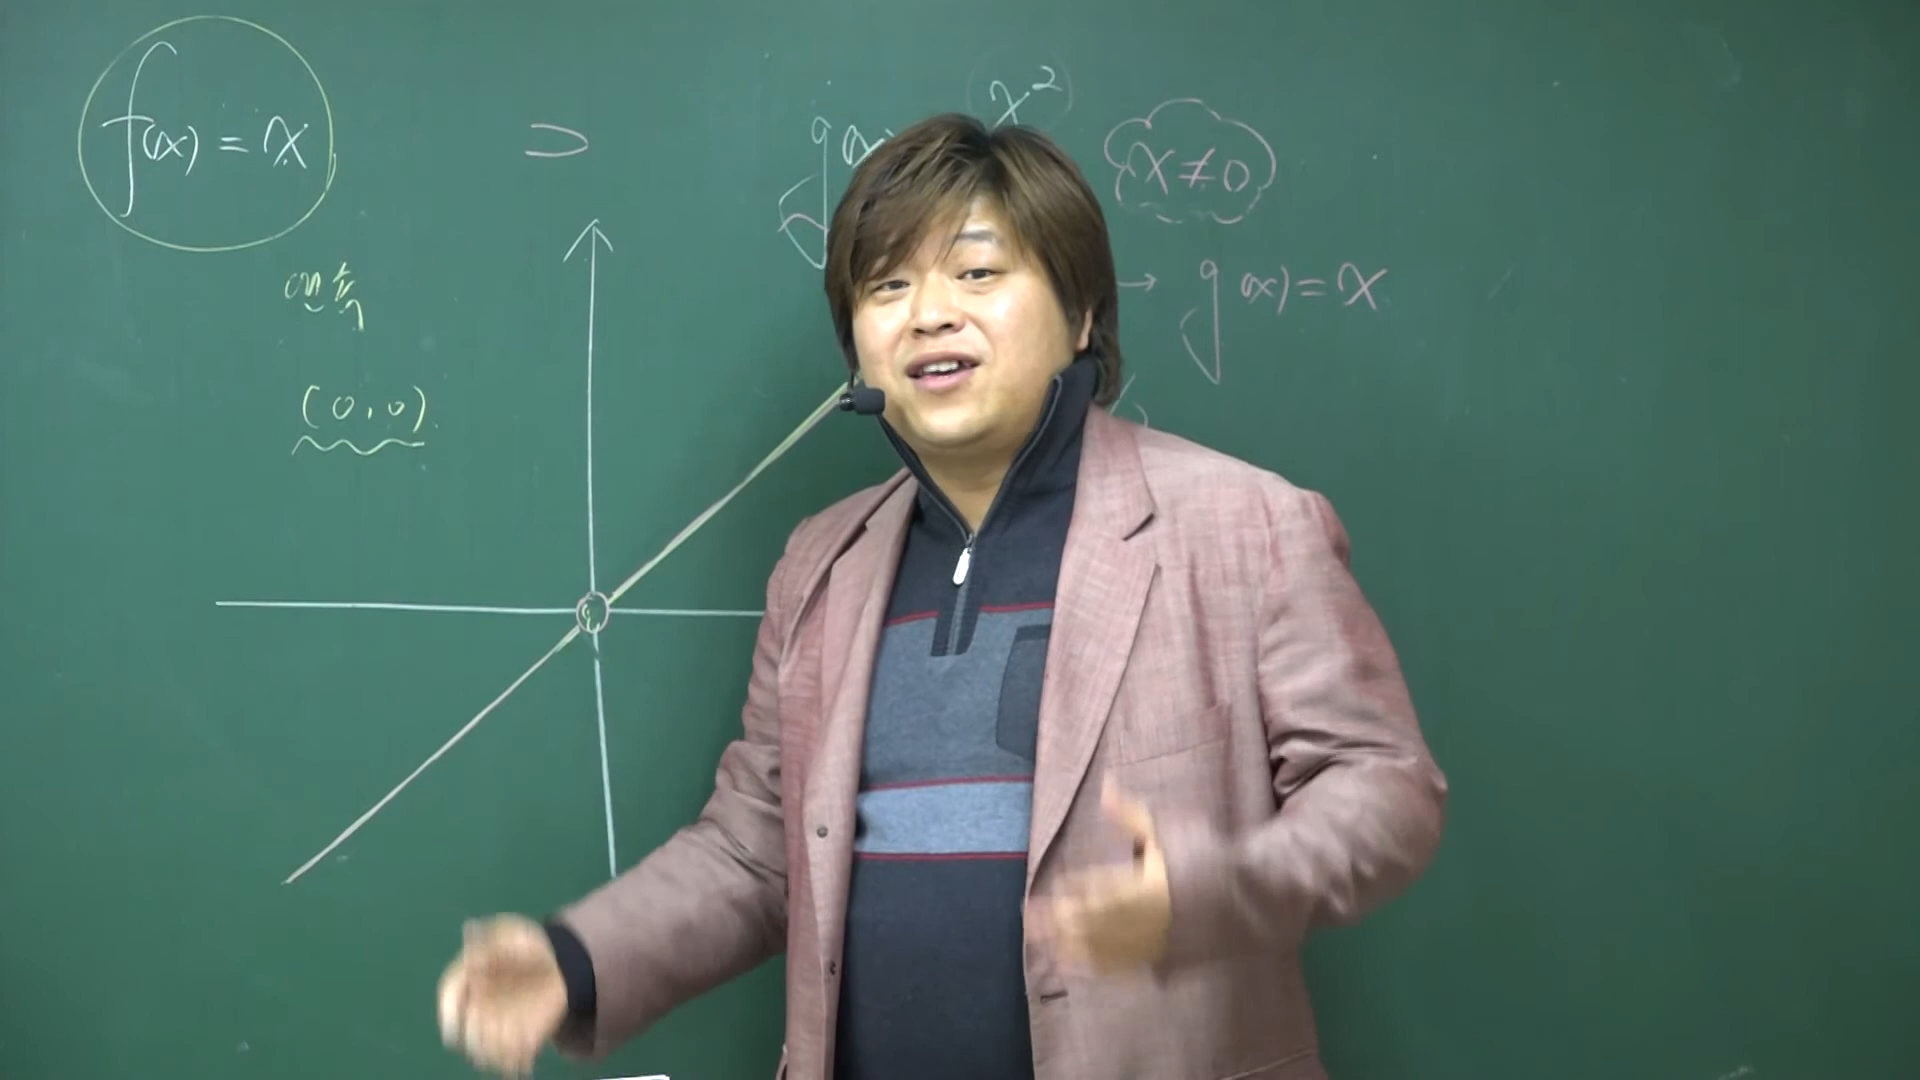 f(x) = x ⊃ g(x x² x≠0
연속 → g(x) = x
(0,0)